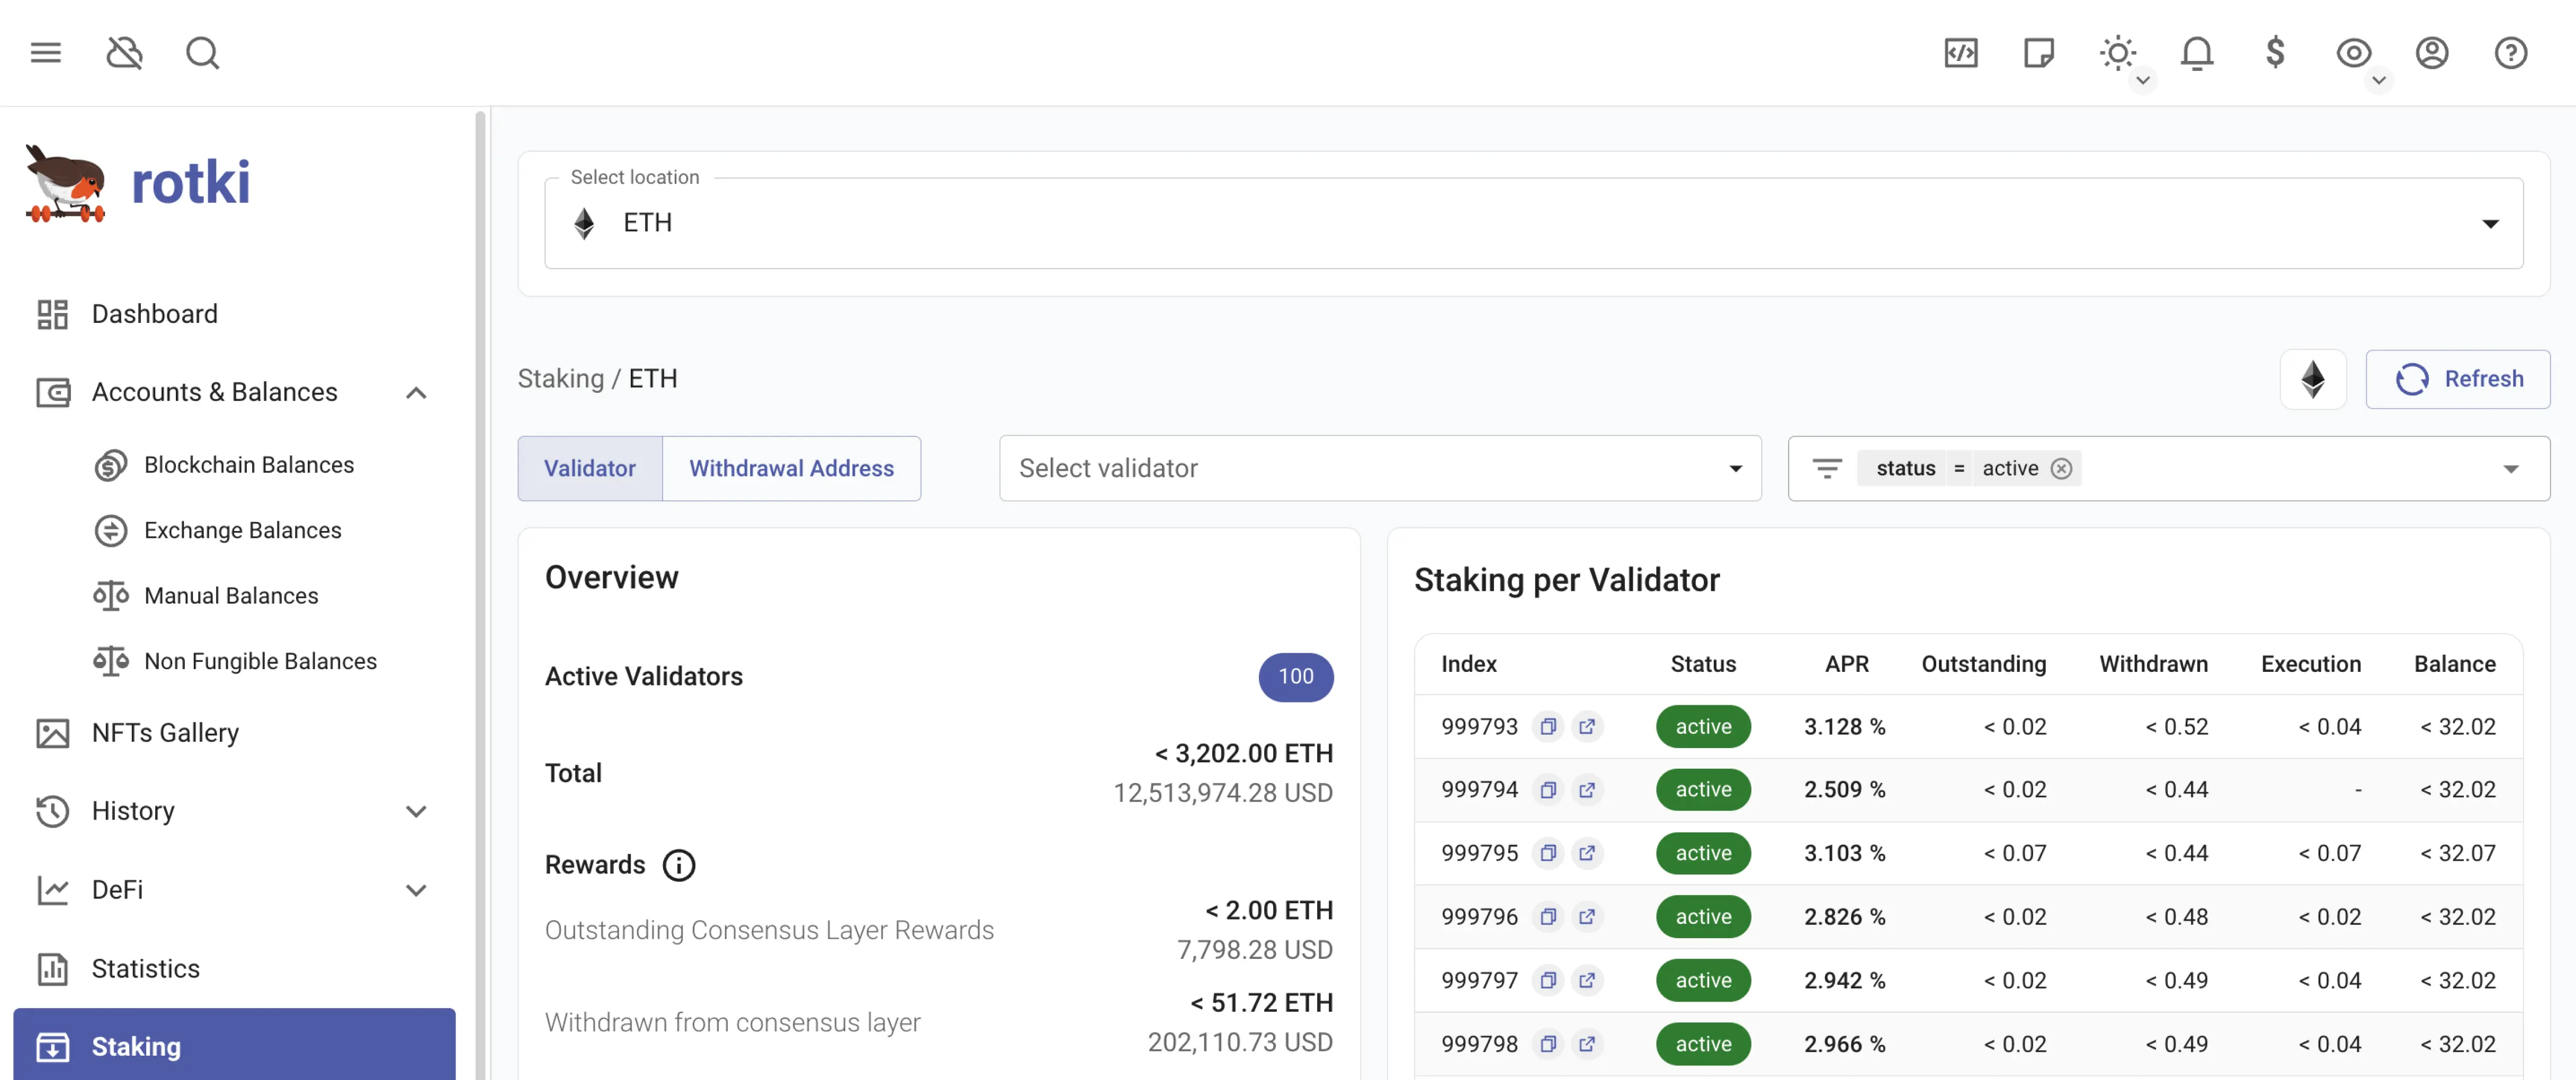 rotki
Dashboard
Accounts & Balances
Blockchain Balances
Exchange Balances
Manual Balances
Non Fungible Balances
NFTs Gallery
History
DeFi
Statistics
Staking
Select location
ETH
Staking / ETH
Refresh
Validator
Withdrawal Address
Select validator
status = active
Overview
Active Validators 100
Total < 3,202.00 ETH
12,513,974.28 USD
Rewards
Outstanding Consensus Layer Rewards < 2.00 ETH
7,798.28 USD
Withdrawn from consensus layer < 51.72 ETH
202,110.73 USD
Staking per Validator
Index Status APR Outstanding Withdrawn Execution Balance
999793 active 3.128 % < 0.02 < 0.52 < 0.04 < 32.02
999794 active 2.509 % < 0.02 < 0.44 - < 32.02
999795 active 3.103 % < 0.07 < 0.44 < 0.07 < 32.07
999796 active 2.826 % < 0.02 < 0.48 < 0.02 < 32.02
999797 active 2.942 % < 0.02 < 0.49 < 0.04 < 32.02
999798 active 2.966 % < 0.02 < 0.49 < 0.04 < 32.02